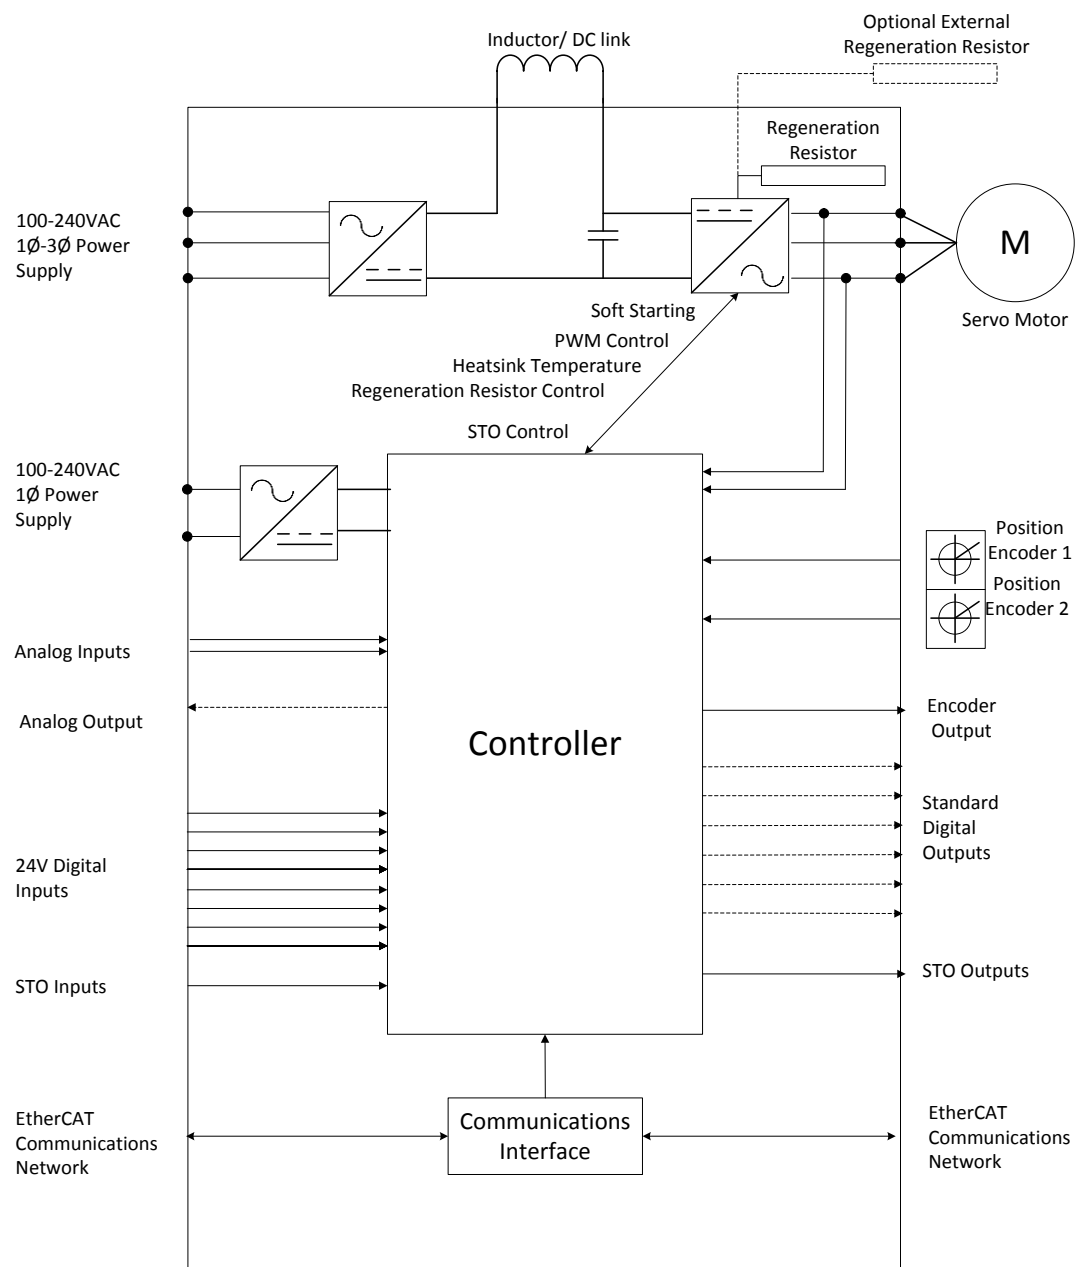 Optional External
Regeneration Resistor
Inductor/ DC link
Regeneration
Resistor
100-240VAC
1Ø-3Ø Power
Supply
M
Servo Motor
Soft Starting
PWM Control
Heatsink Temperature
Regeneration Resistor Control
STO Control
100-240VAC
1Ø Power
Supply
Position
Encoder 1
Position
Encoder 2
Analog Inputs
Analog Output
Controller
Encoder
Output
Standard
Digital
Outputs
24V Digital
Inputs
STO Inputs
STO Outputs
Communications
Interface
EtherCAT
Communications
Network
EtherCAT
Communications
Network